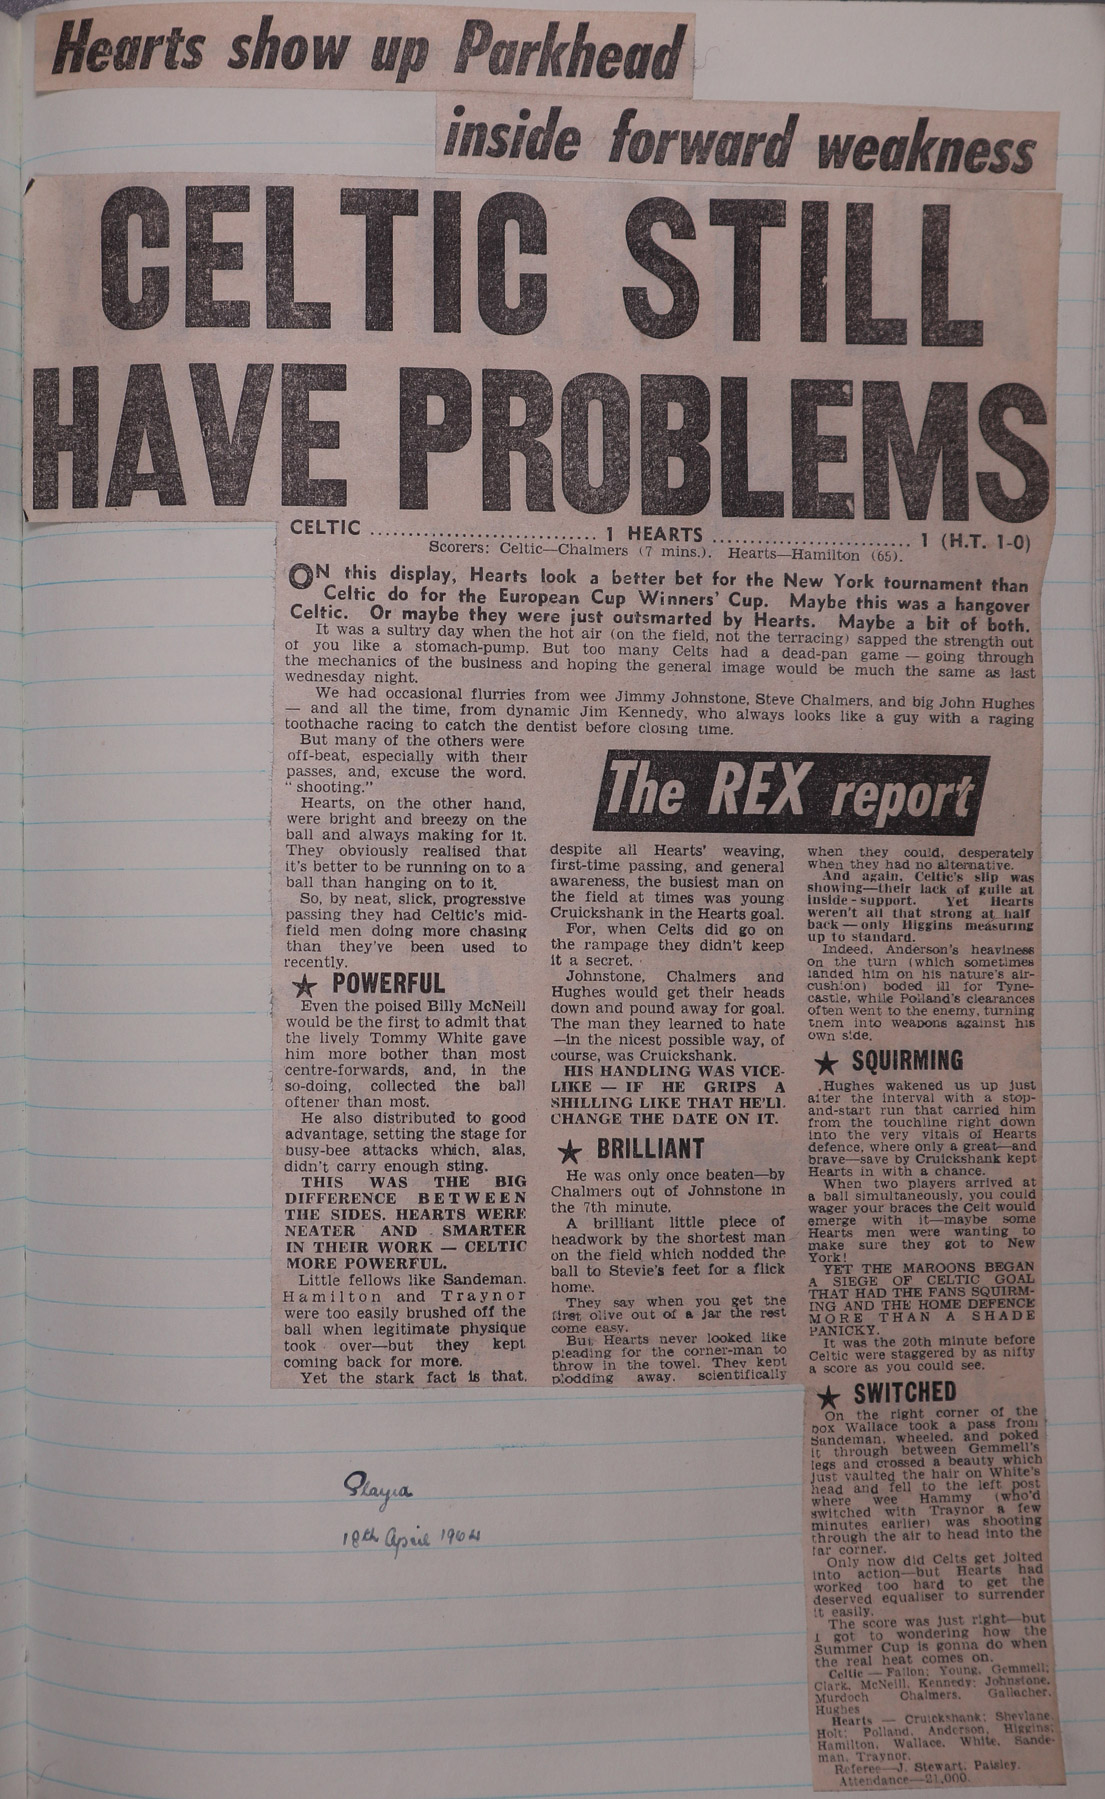 Hearts show up Parkhead
inside forward weakness
CELTIC STILL
HAVE PROBLEMS
CELTIC .............................. 1 HEARTS .......................... 1 (H.T. 1-0)
Scorers: Celtic—Chalmers (7 mins.). Hearts—Hamilton (65).
ON this display, Hearts look a better bet for the New York tournament than
Celtic do for the European Cup Winners' Cup. Maybe this was a hangover
Celtic. Or maybe they were just outsmarted by Hearts. Maybe a bit of both.
It was a sultry day when the hot air (on the field, not the terracing) sapped the strength out
of you like a stomach-pump. But too many Celts had a dead-pan game — going through
the mechanics of the business and hoping the general image would be much the same as last
wednesday night.
We had occasional flurries from wee Jimmy Johnstone, Steve Chalmers, and big John Hughes
— and all the time, from dynamic Jim Kennedy, who always looks like a guy with a raging
toothache racing to catch the dentist before closing time.
But many of the others were
off-beat, especially with their
passes, and, excuse the word,
"shooting."
Hearts, on the other hand,
were bright and breezy on the
ball and always making for it.
They obviously realised that
it's better to be running on to a
ball than hanging on to it.
So, by neat, slick, progressive
passing they had Celtic's mid-
field men doing more chasing
than they've been used to
recently.
★ POWERFUL
Even the poised Billy McNeill
would be the first to admit that
the lively Tommy White gave
him more bother than most
centre-forwards, and, in the
so-doing, collected the ball
oftener than most.
He also distributed to good
advantage, setting the stage for
busy-bee attacks which, alas,
didn't carry enough sting.
THIS WAS THE BIG
DIFFERENCE BETWEEN
THE SIDES. HEARTS WERE
NEATER AND SMARTER
IN THEIR WORK — CELTIC
MORE POWERFUL.
Little fellows like Sandeman,
Hamilton and Traynor
were too easily brushed off the
ball when legitimate physique
took over—but they kept
coming back for more.
Yet the stark fact is that,
The REX report
despite all Hearts' weaving,
first-time passing, and general
awareness, the busiest man on
the field at times was young
Cruickshank in the Hearts goal.
For, when Celts did go on
the rampage they didn't keep
it a secret.
Johnstone, Chalmers and
Hughes would get their heads
down and pound away for goal.
The man they learned to hate
—in the nicest possible way, of
course, was Cruickshank.
HIS HANDLING WAS VICE-
LIKE — IF HE GRIPS A
SHILLING LIKE THAT HE'LL
CHANGE THE DATE ON IT.
★ BRILLIANT
He was only once beaten—by
Chalmers out of Johnstone in
the 7th minute.
A brilliant little piece of
headwork by the shortest man
on the field which nodded the
ball to Stevie's feet for a flick
home.
They say when you get the
first olive out of a jar the rest
come easy.
But Hearts never looked like
pleading for the corner-man to
throw in the towel. They kept
plodding away, scientifically
when they could, desperately
when they had no alternative.
And again, Celtic's slip was
showing—their lack of guile at
inside-support. Yet Hearts
weren't all that strong at half
back—only Higgins measuring
up to standard.
Indeed, Anderson's heaviness
on the turn (which sometimes
landed him on his nature's air-
cushion) boded ill for Tyne-
castle, while Polland's clearances
often went to the enemy, turning
them into weapons against his
own side.
★ SQUIRMING
Hughes wakened us up just
after the interval with a stop-
and-start run that carried him
from the touchline right down
into the very vitals of Hearts
defence, where only a great—and
brave—save by Cruickshank kept
Hearts in with a chance.
When two players arrived at
a ball simultaneously, you could
wager your braces the Celt would
emerge with it—maybe some
Hearts men were wanting to
make sure they got to New
York!
YET THE MAROONS BEGAN
A SIEGE OF CELTIC GOAL
THAT HAD THE FANS SQUIRM-
ING AND THE HOME DEFENCE
MORE THAN A SHADE
PANICKY.
It was the 20th minute before
Celtic were staggered by as nifty
a score as you could see.
★ SWITCHED
On the right corner of the
box Wallace took a pass from
Sandeman, wheeled, and poked
it through between Gemmell's
legs and crossed a beauty which
just vaulted the hair on White's
head and fell to the left post
where wee Hammy (who'd
switched with Traynor a few
minutes earlier) was shooting
through the air to head into the
far corner.
Only now did Celts get jolted
into action—but Hearts had
worked too hard to get the
deserved equaliser to surrender
it easily.
The score was just right—but
I got to wondering how the
Summer Cup is gonna do when
the real heat comes on.
Celtic — Fallon; Young, Gemmell;
Clark, McNeill, Kennedy; Johnstone,
Murdoch Chalmers, Gallacher,
Hughes
Hearts — Cruickshank; Shevlane,
Holt; Polland, Anderson, Higgins;
Hamilton, Wallace, White, Sande-
man, Traynor.
Referee—J. Stewart, Paisley.
Attendance—21,000.
18th April 1964